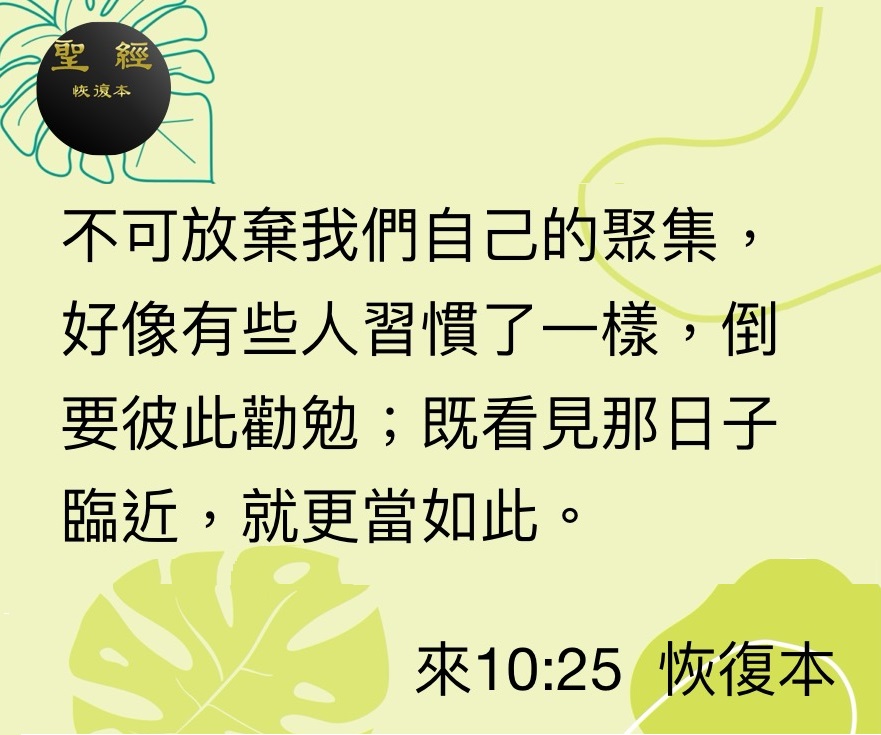 聖 經
恢復本
不可放棄我們自己的聚集，
好像有些人習慣了一樣，倒
要彼此勸勉；既看見那日子
臨近，就更當如此。
來10:25 恢復本